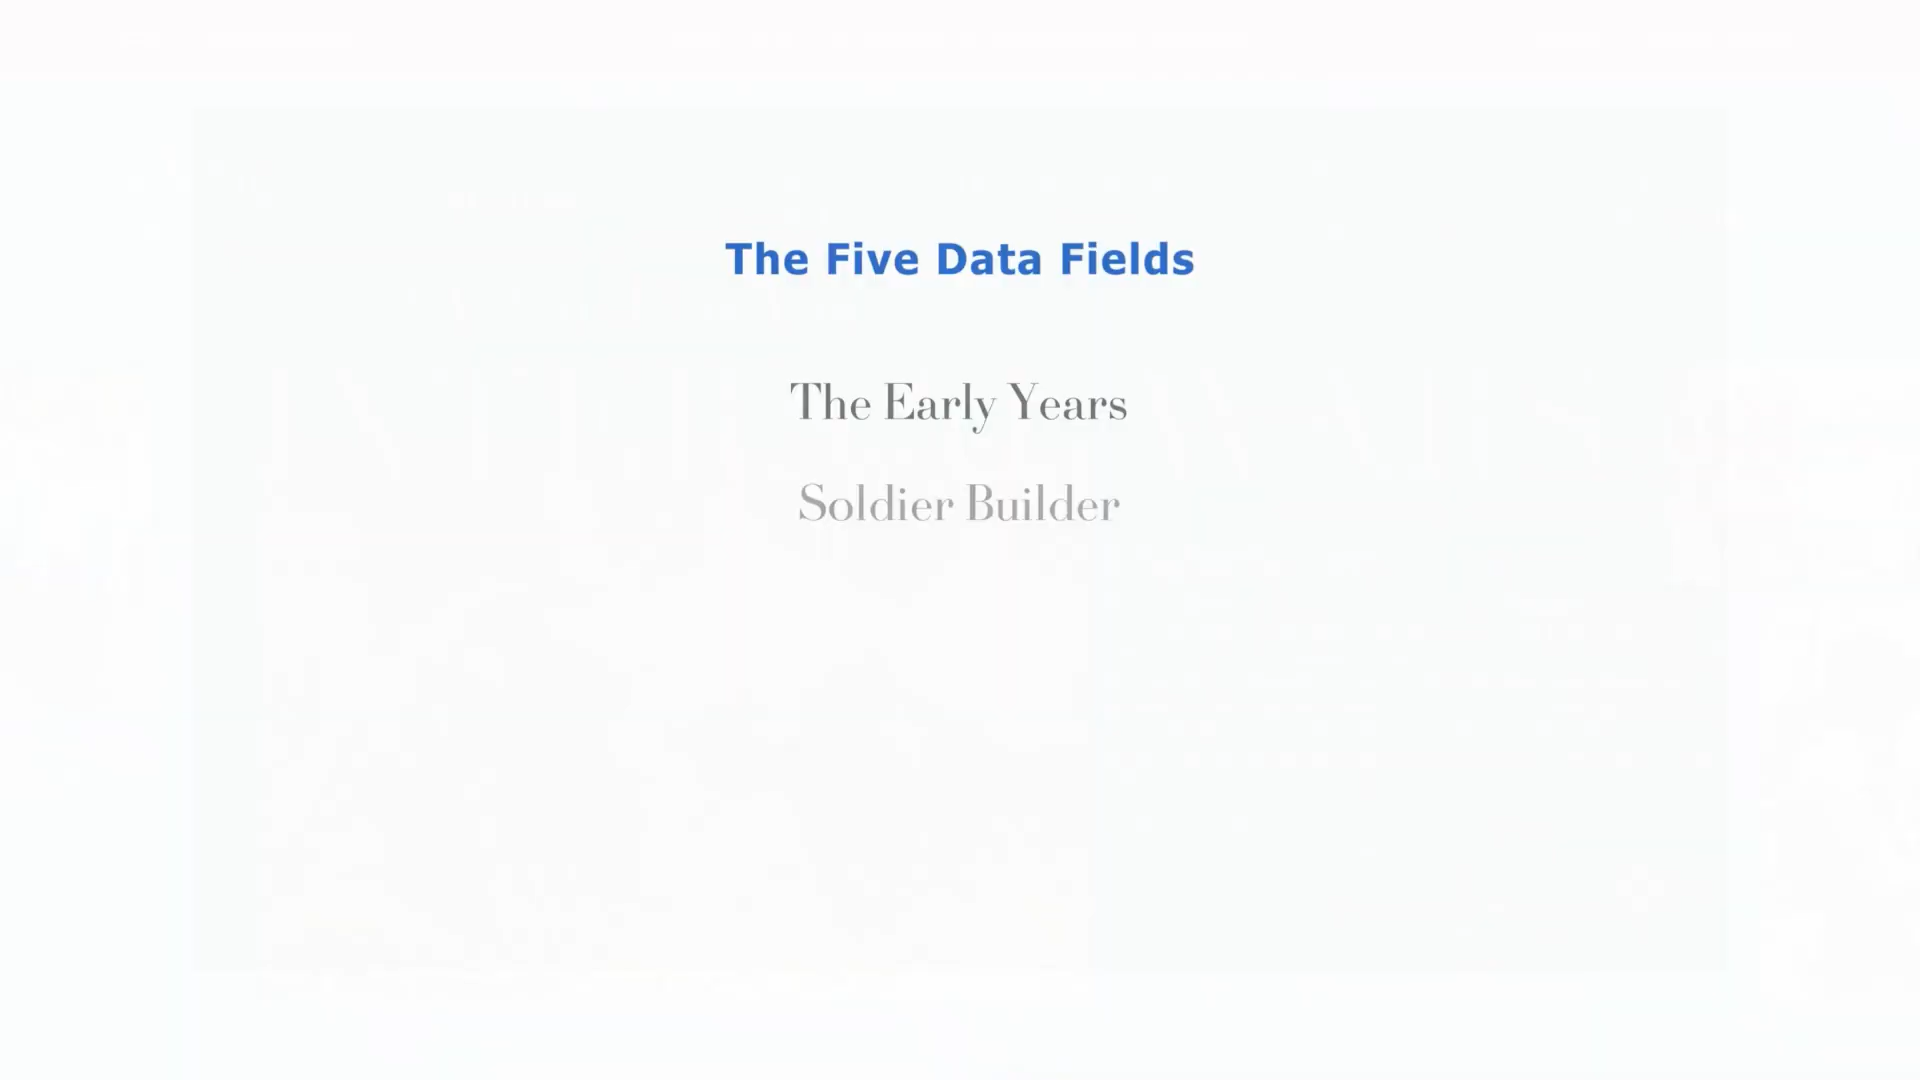 The Five Data Fields
The Early Years
Soldier Builder